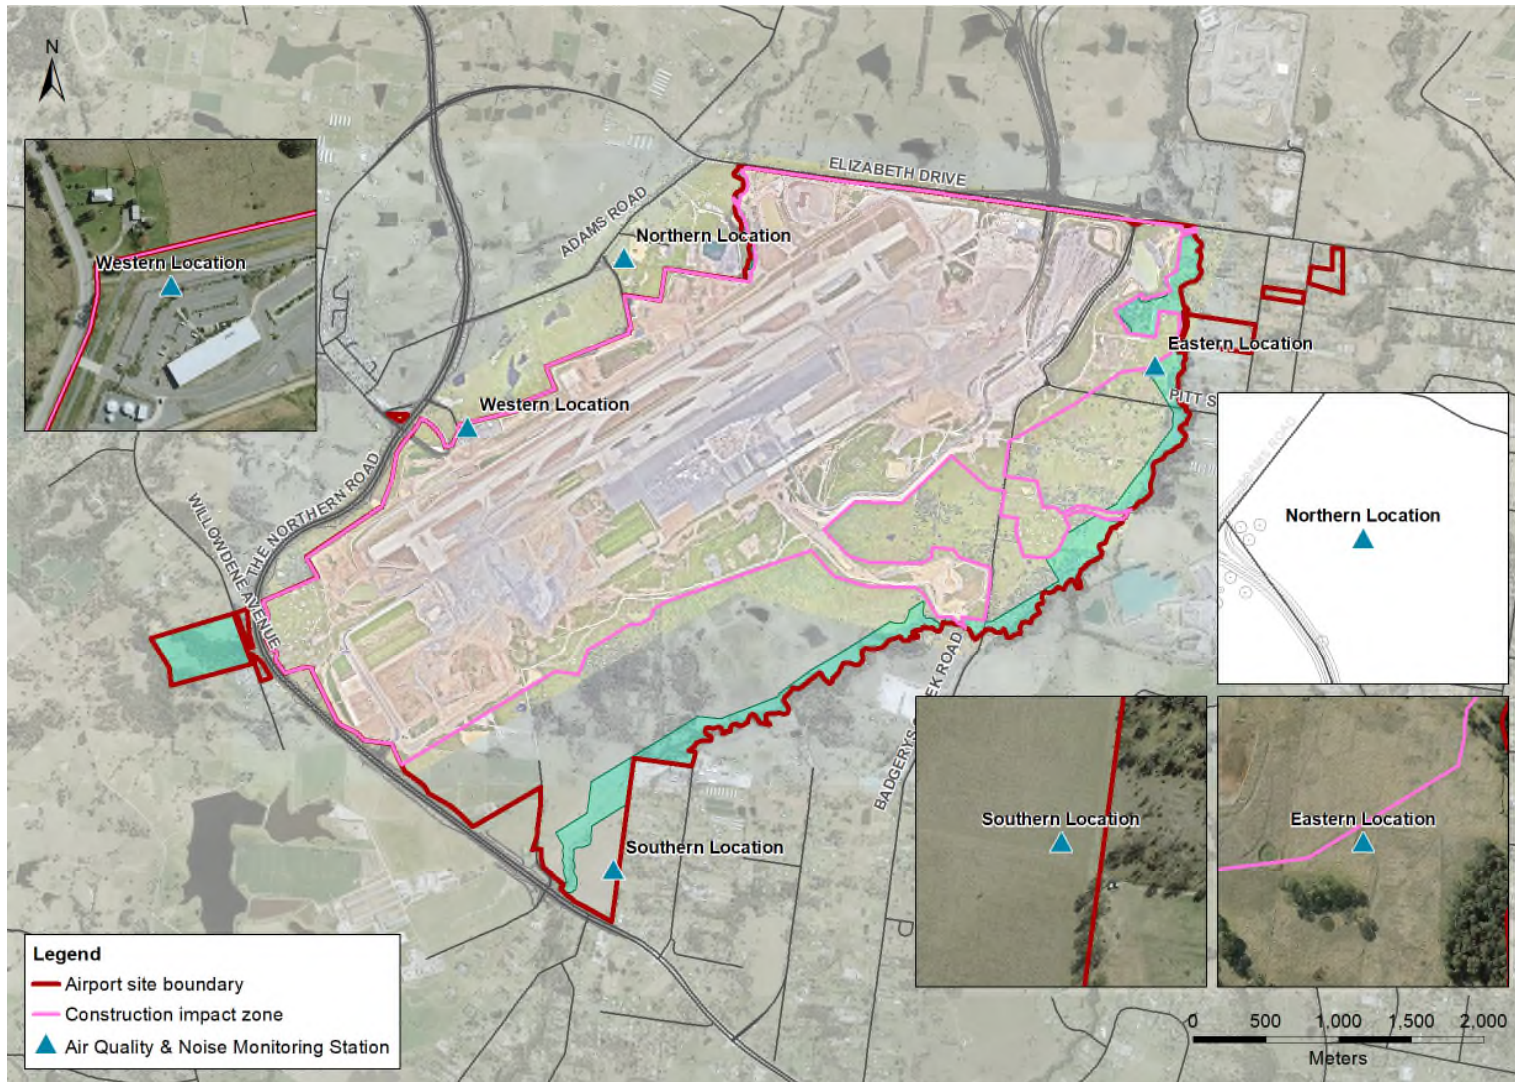 N
ELIZABETH DRIVE
ADAMS ROAD
Northern Location
Western Location
Eastern Location
Western Location
PITT S
THE NORTHERN ROAD
WILLOWDENE AVENUE
ADAMS ROAD
Northern Location
BADGERYS
EK ROAD
Southern Location
Southern Location
Eastern Location
Legend
Airport site boundary
Construction impact zone
Air Quality & Noise Monitoring Station
0 500 1,000 1,500 2,000
Meters